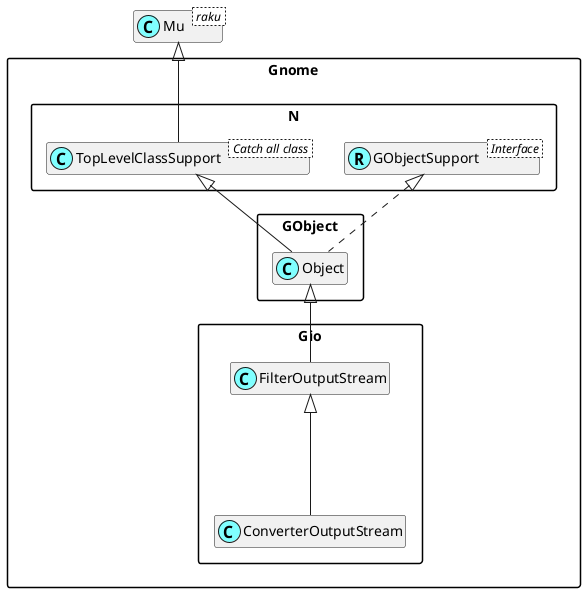 raku
C Mu
Gnome
N
Catch all class
C TopLevelClassSupport
Interface
R GObjectSupport
GObject
C Object
Gio
C FilterOutputStream
C ConverterOutputStream